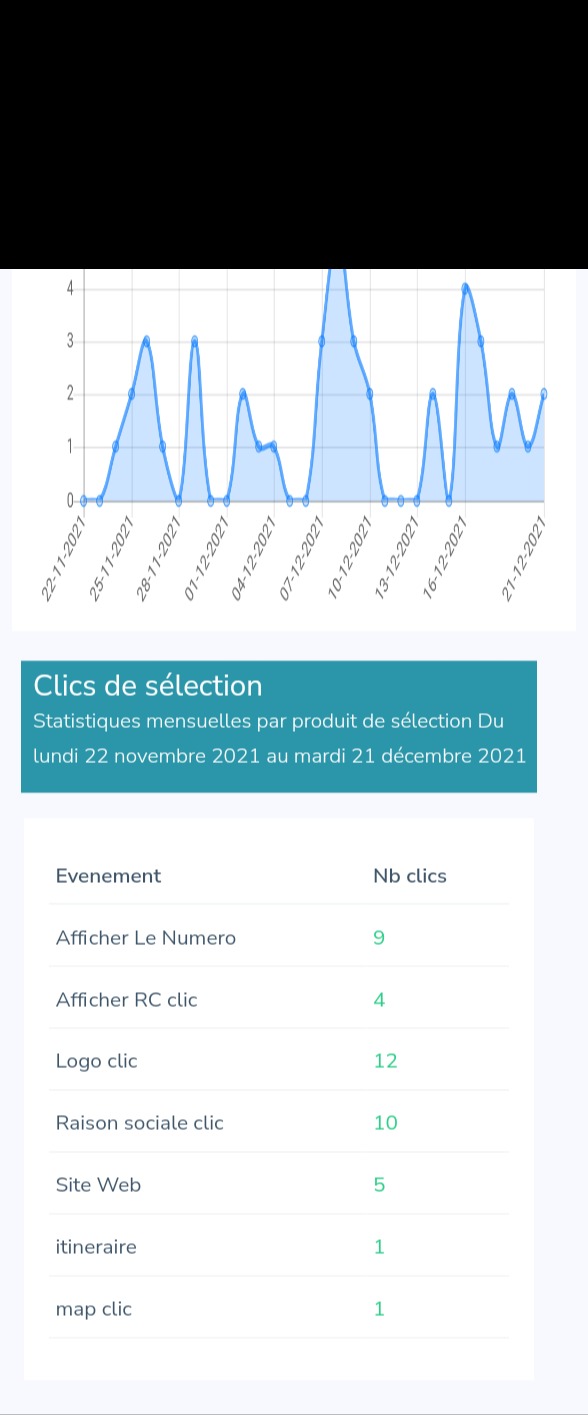 4
3
2
1
0
22-11-2021
25-11-2021
28-11-2021
01-12-2021
04-12-2021
07-12-2021
10-12-2021
13-12-2021
16-12-2021
21-12-2021
Clics de sélection
Statistiques mensuelles par produit de sélection Du
lundi 22 novembre 2021 au mardi 21 décembre 2021
Evenement Nb clics
Afficher Le Numero 9
Afficher RC clic 4
Logo clic 12
Raison sociale clic 10
Site Web 5
itineraire 1
map clic 1